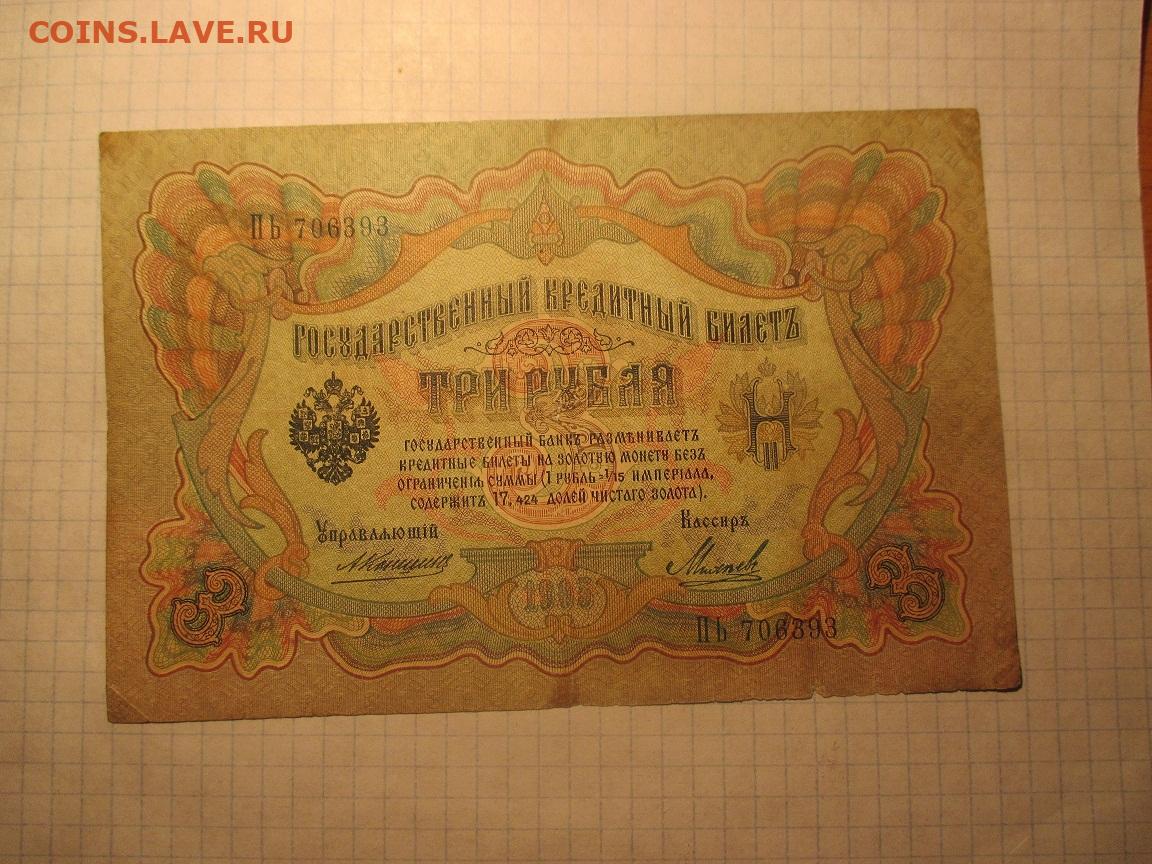 COINS.LAVE.RU
ПЬ 706393
ГОСУДАРСТВЕННЫЙ КРЕДИТНЫЙ БИЛЕТЪ
ТРИ РУБЛЯ
ГОСУДАРСТВЕННЫЙ БАНКЪ РАЗМѢНИВАЕТЪ
КРЕДИТНЫЕ БИЛЕТЫ НА ЗОЛОТУЮ МОНЕТУ БЕЗЪ
ОГРАНИЧЕНІЯ СУММЫ (1 РУБЛЬ = 1/15 ИМПЕРІАЛА,
СОДЕРЖИТЪ 17,424 ДОЛЕЙ ЧИСТАГО ЗОЛОТА).
Управляющій
Кассиръ
3
1905
3
ПЬ 706393